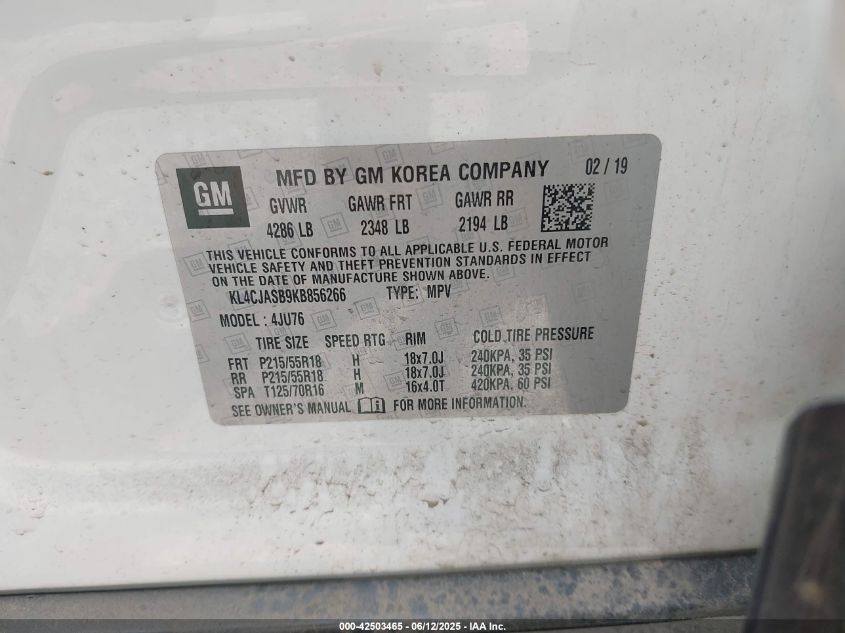 GM
MFD BY GM KOREA COMPANY 02 / 19
GVWR GAWR FRT GAWR RR
4286 LB 2348 LB 2194 LB
THIS VEHICLE CONFORMS TO ALL APPLICABLE U.S. FEDERAL MOTOR
VEHICLE SAFETY AND THEFT PREVENTION STANDARDS IN EFFECT
ON THE DATE OF MANUFACTURE SHOWN ABOVE.
KL4CJASB9KB856266 TYPE: MPV
MODEL : 4JU76
TIRE SIZE SPEED RTG RIM COLD TIRE PRESSURE
FRT P215/55R18 H 18x7.0J 240KPA, 35 PSI
RR P215/55R18 H 18x7.0J 240KPA, 35 PSI
SPA T125/70R16 M 16x4.0T 420KPA, 60 PSI
SEE OWNER'S MANUAL FOR MORE INFORMATION.
000-42503465 - 06/12/2025 - IAA Inc.